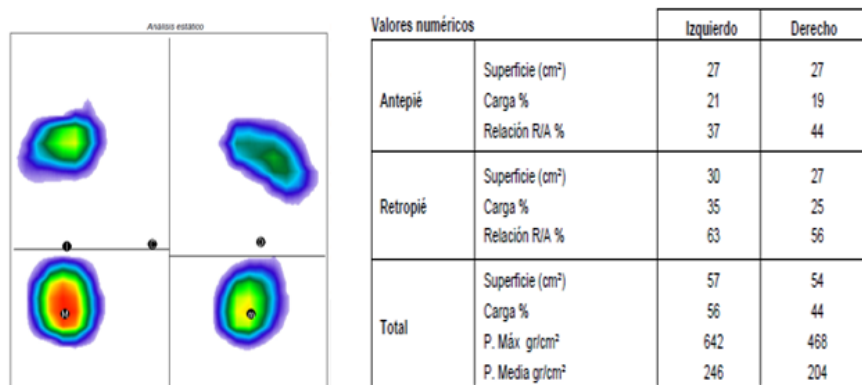 Análisis estático
Valores numéricos
Izquierdo Derecho
Antepié
Superficie (cm²) 27 27
Carga % 21 19
Relación R/A % 37 44
Retropié
Superficie (cm²) 30 27
Carga % 35 25
Relación R/A % 63 56
Total
Superficie (cm²) 57 54
Carga % 56 44
P. Máx gr/cm² 642 468
P. Media gr/cm² 246 204